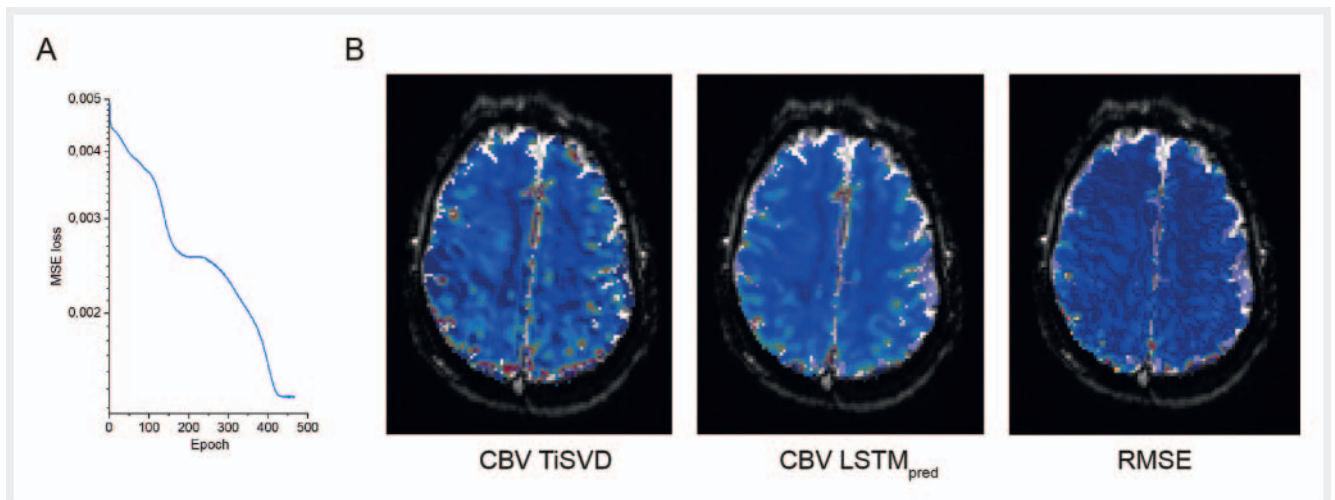 A
B
0,005
0,004
0,003
0,002
MSE loss
0 100 200 300 400 500
Epoch
CBV TiSVD
CBV LSTMpred
RMSE